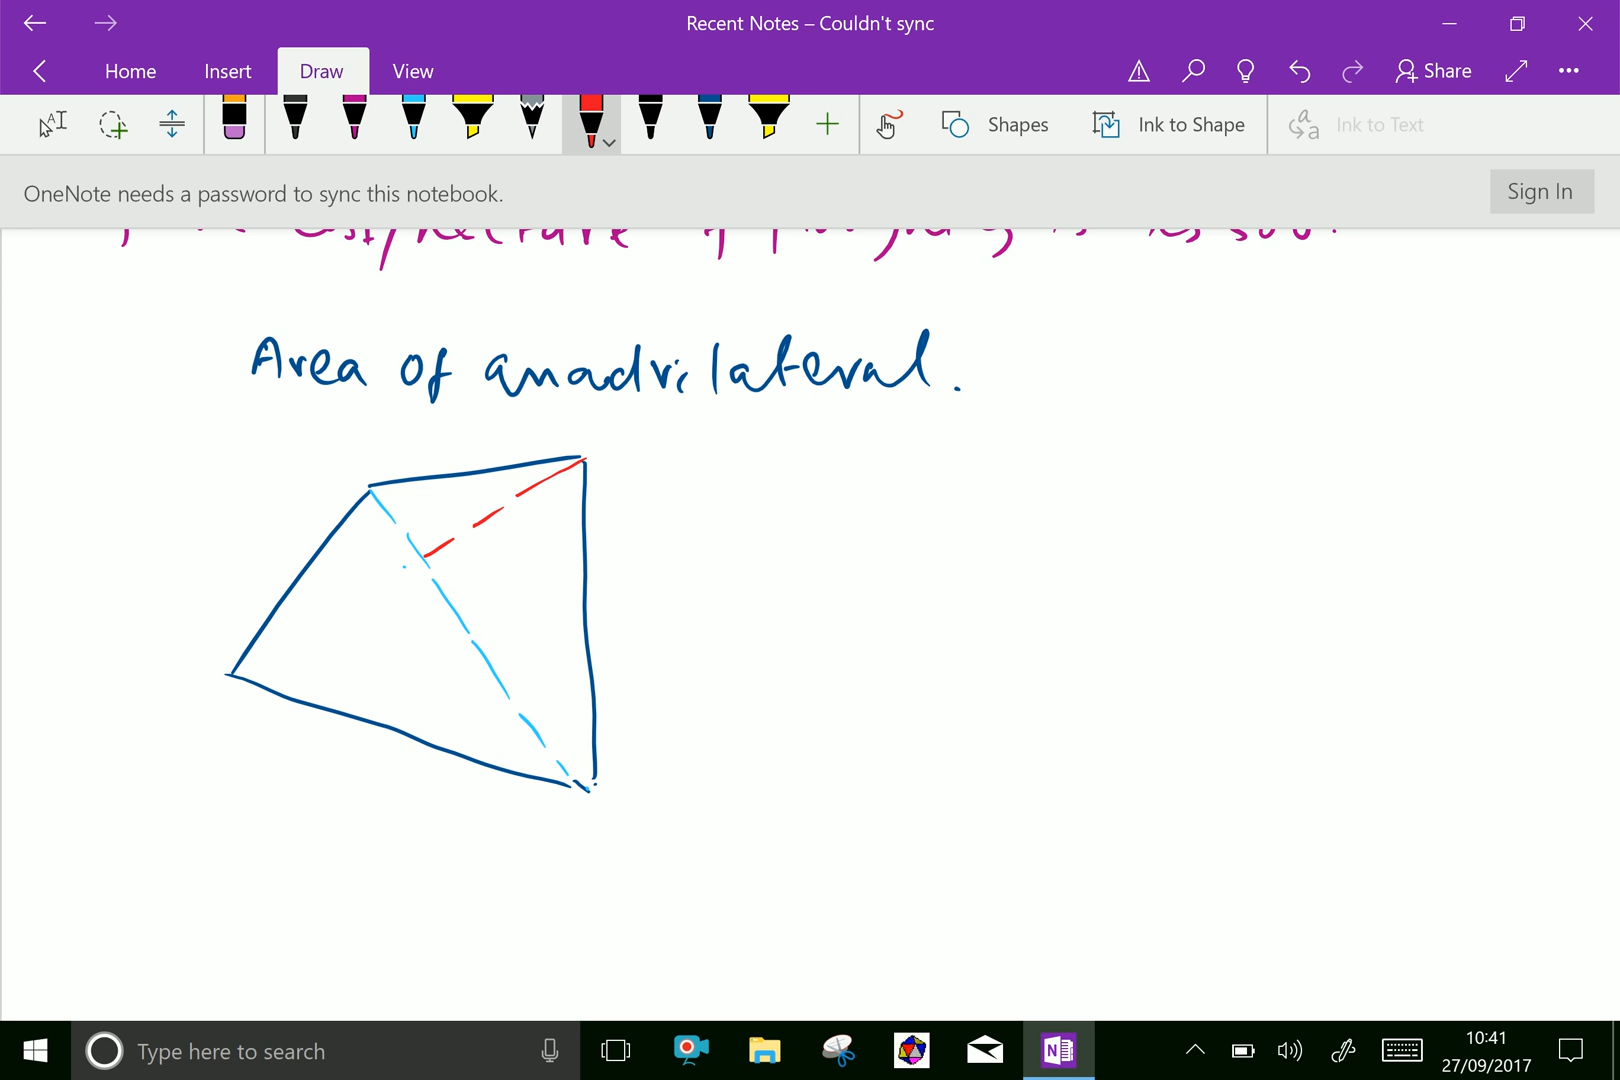 Recent Notes – Couldn't sync
Home Insert Draw View Share
Shapes Ink to Shape Ink to Text
OneNote needs a password to sync this notebook. Sign In
Area of quadrilateral.
Type here to search
10:41
27/09/2017